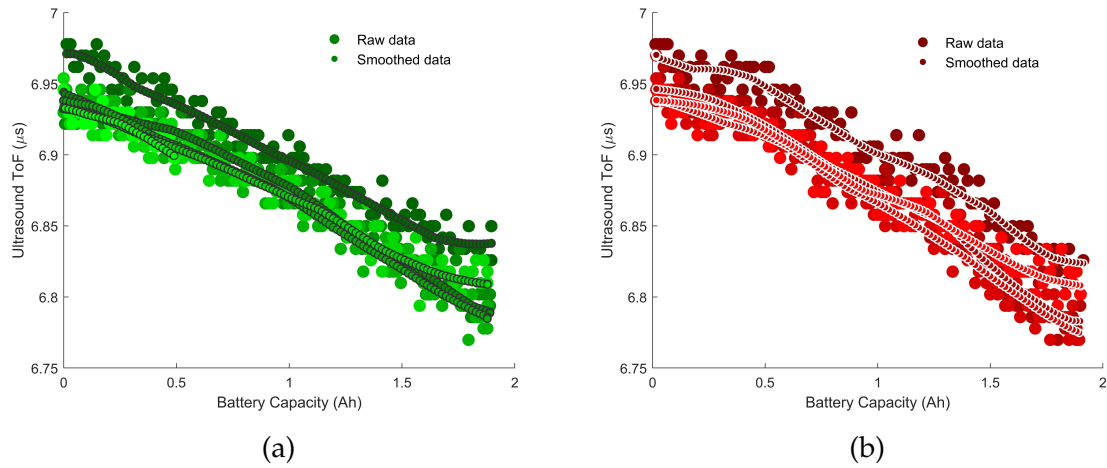 7
6.95
6.9
6.85
6.8
6.75
0
0.5
1
1.5
2
Ultrasound ToF (μs)
Battery Capacity (Ah)
Raw data
Smoothed data
(a)
7
6.95
6.9
6.85
6.8
6.75
0
0.5
1
1.5
2
Ultrasound ToF (μs)
Battery Capacity (Ah)
Raw data
Smoothed data
(b)